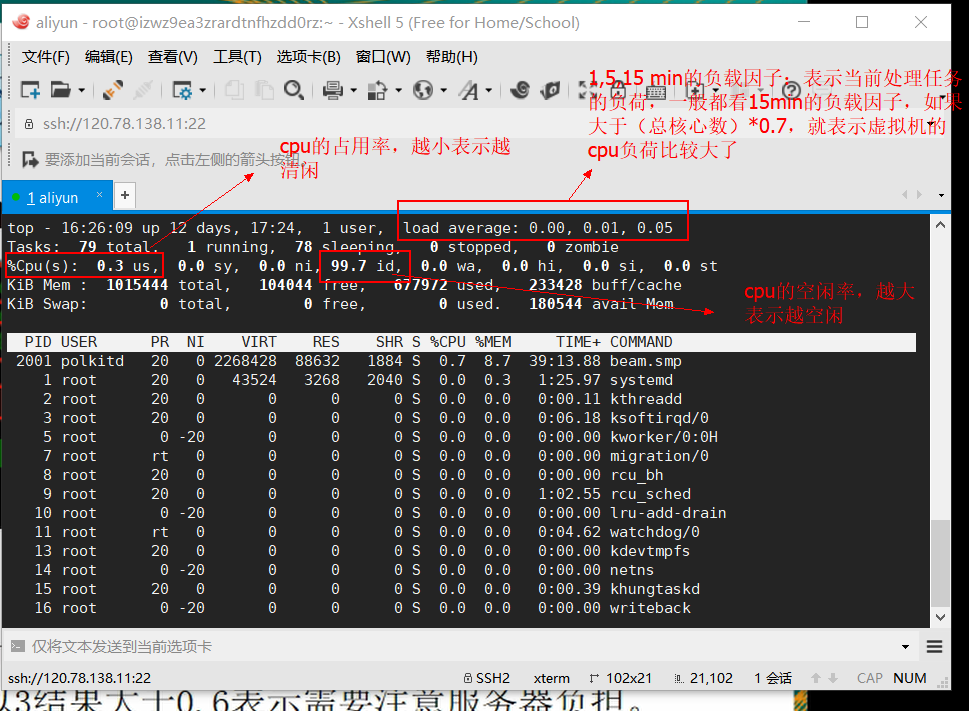 aliyun - root@izwz9ea3zrardtnfhzdd0rz:~ - Xshell 5 (Free for Home/School)
文件(F) 编辑(E) 查看(V) 工具(T) 选项卡(B) 窗口(W) 帮助(H)
1,5,15 min的负载因子：表示当前处理任务
的负荷，一般都看15min的负载因子，如果
大于（总核心数）*0.7，就表示虚拟机的
cpu负荷比较大了
ssh://120.78.138.11:22
cpu的占用率，越小表示越
清闲
要添加当前会话，点击左侧的箭头按钮。
1 aliyun × +
top - 16:26:09 up 12 days, 17:24, 1 user, load average: 0.00, 0.01, 0.05
Tasks: 79 total, 1 running, 78 sleeping, 0 stopped, 0 zombie
%Cpu(s): 0.3 us, 0.0 sy, 0.0 ni, 99.7 id, 0.0 wa, 0.0 hi, 0.0 si, 0.0 st
KiB Mem : 1015444 total, 104044 free, 677972 used, 233428 buff/cache
KiB Swap: 0 total, 0 free, 0 used. 180544 avail Mem
cpu的空闲率，越大
表示越空闲
PID USER PR NI VIRT RES SHR S %CPU %MEM TIME+ COMMAND
2001 polkitd 20 0 2268428 88632 1884 S 0.7 8.7 39:13.88 beam.smp
1 root 20 0 43524 3268 2040 S 0.0 0.3 1:25.97 systemd
2 root 20 0 0 0 0 S 0.0 0.0 0:00.11 kthreadd
3 root 20 0 0 0 0 S 0.0 0.0 0:06.18 ksoftirqd/0
5 root 0 -20 0 0 0 S 0.0 0.0 0:00.00 kworker/0:0H
7 root rt 0 0 0 0 S 0.0 0.0 0:00.00 migration/0
8 root 20 0 0 0 0 S 0.0 0.0 0:00.00 rcu_bh
9 root 20 0 0 0 0 S 0.0 0.0 1:02.55 rcu_sched
10 root 0 -20 0 0 0 S 0.0 0.0 0:00.00 lru-add-drain
11 root rt 0 0 0 0 S 0.0 0.0 0:04.62 watchdog/0
13 root 20 0 0 0 0 S 0.0 0.0 0:00.00 kdevtmpfs
14 root 0 -20 0 0 0 S 0.0 0.0 0:00.00 netns
15 root 20 0 0 0 0 S 0.0 0.0 0:00.39 khungtaskd
16 root 0 -20 0 0 0 S 0.0 0.0 0:00.00 writeback
仅将文本发送到当前选项卡
ssh://120.78.138.11:22 SSH2 xterm 102x21 21,102 1 会话 CAP NUM
以3结果大于0.6表示需要注意服务器负担。